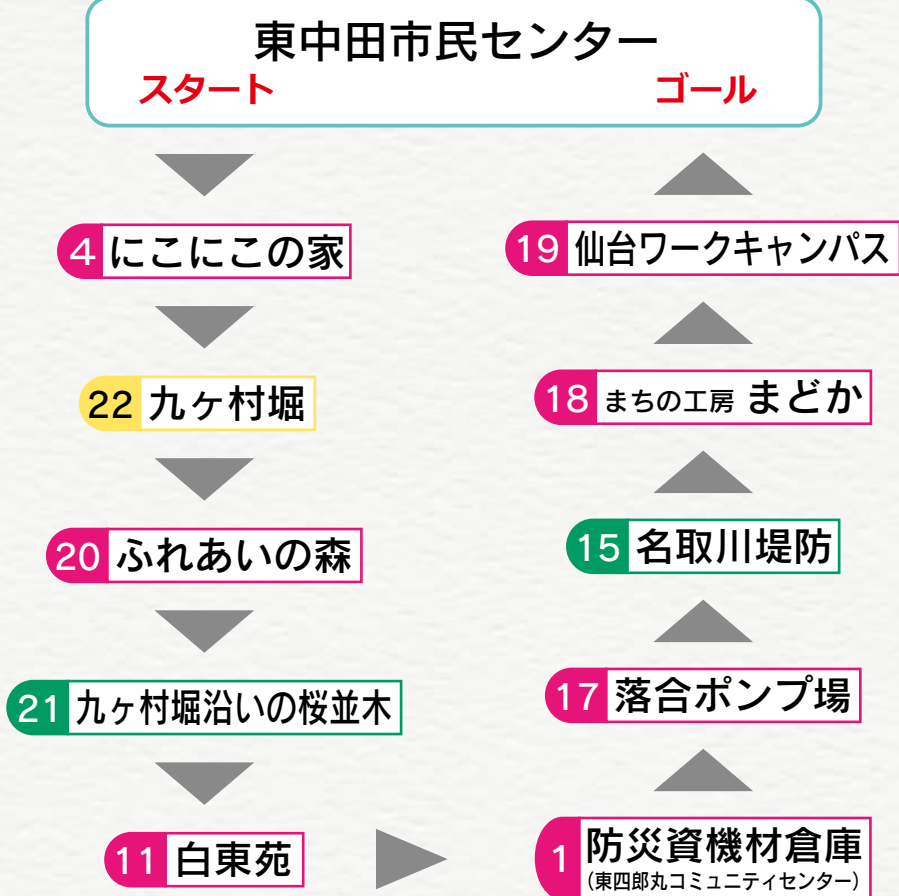 東中田市民センター
スタート
ゴール
4 にこにこの家
22 九ヶ村堀
20 ふれあいの森
21 九ヶ村堀沿いの桜並木
11 白東苑
1 防災資機材倉庫
(東四郎丸コミュニティセンター)
17 落合ポンプ場
15 名取川堤防
18 まちの工房 まどか
19 仙台ワークキャンパス